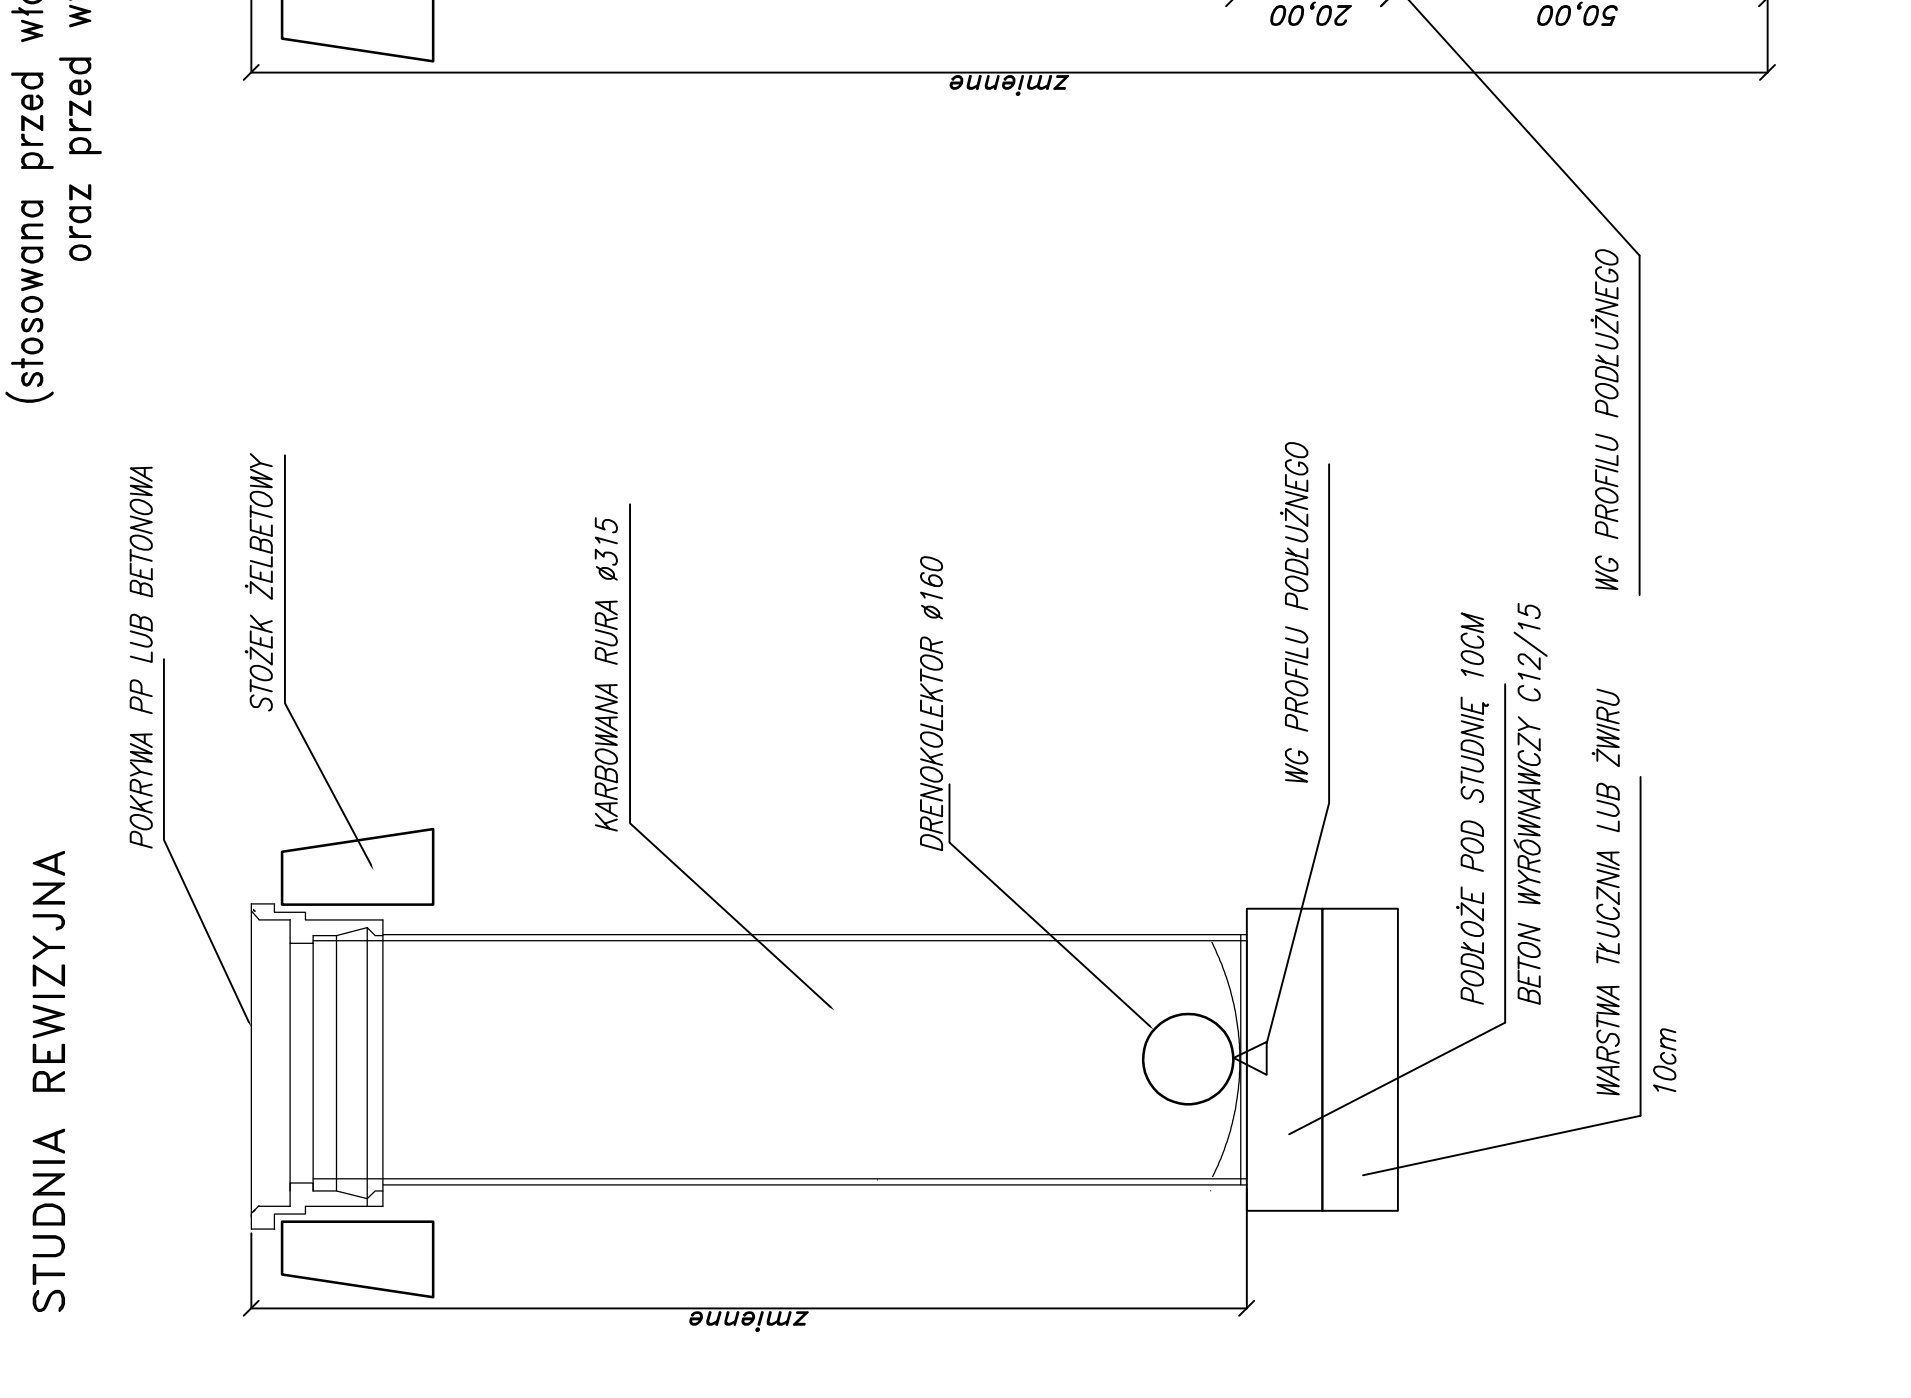 STUDNIA REWIZYJNA
(stosowana przed
oraz przed
POKRYWA PP LUB BETONOWA
STOŻEK ŻELBETOWY
KARBOWANA RURA ø315
DRENOKOLEKTOR ø160
WG PROFILU PODŁUŻNEGO
PODŁOŻE POD STUDNIĘ 10CM
BETON WYRÓWNAWCZY C12/15
WARSTWA TŁUCZNIA LUB ŻWIRU
10cm
zmienne
WG PROFILU PODŁUŻNEGO
zmienne
20,00
50,00